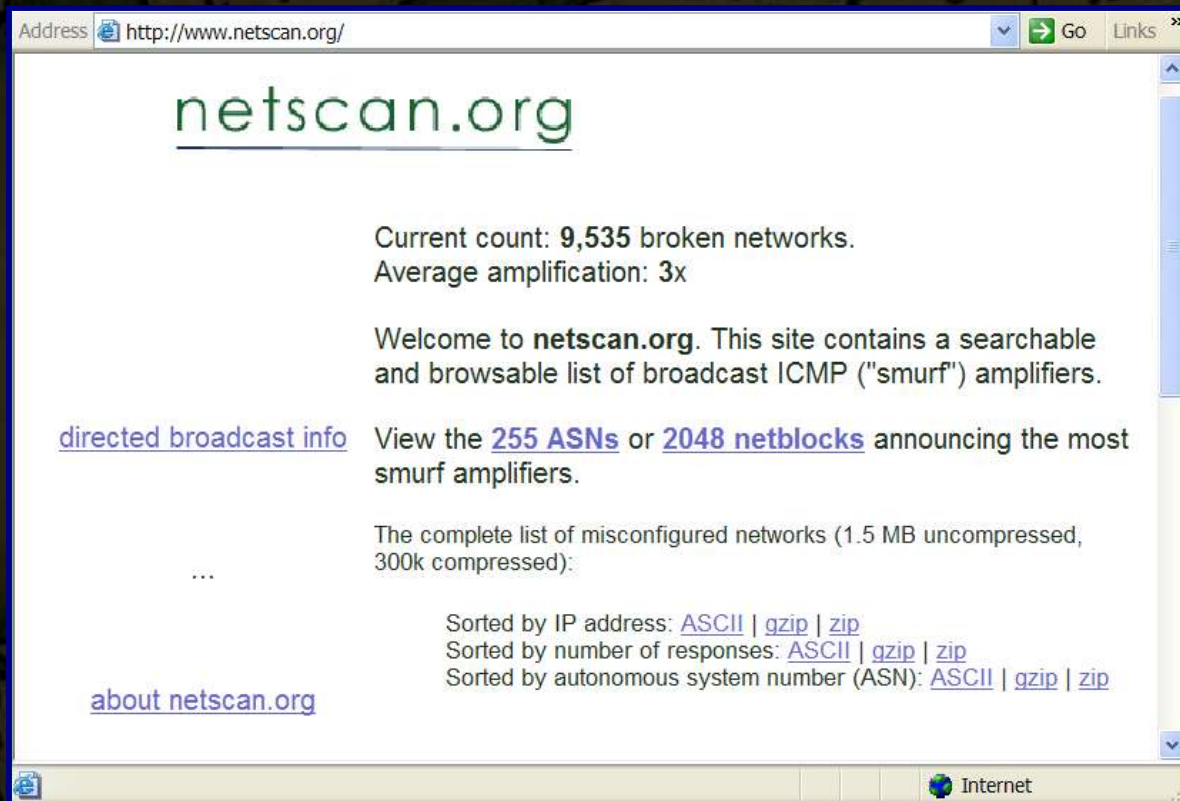 Address http://www.netscan.org/ Go Links »
netscan.org
Current count: 9,535 broken networks.
Average amplification: 3x
Welcome to netscan.org. This site contains a searchable
and browsable list of broadcast ICMP ("smurf") amplifiers.
directed broadcast info
View the 255 ASNs or 2048 netblocks announcing the most
smurf amplifiers.
The complete list of misconfigured networks (1.5 MB uncompressed,
300k compressed):
...
Sorted by IP address: ASCII | gzip | zip
Sorted by number of responses: ASCII | gzip | zip
Sorted by autonomous system number (ASN): ASCII | gzip | zip
about netscan.org
Internet